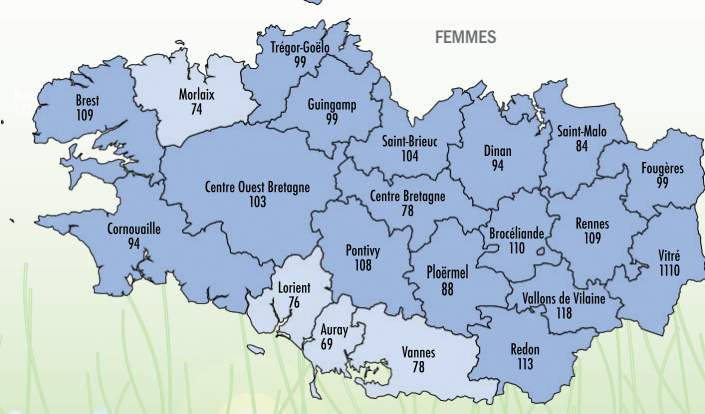 FEMMES
Trégor-Goëlo
99
Morlaix
74
Brest
109
Guingamp
99
Saint-Brieuc
104
Dinan
94
Saint-Malo
84
Fougères
99
Centre Ouest Bretagne
103
Centre Bretagne
78
Cornouaille
94
Brocéliande
110
Rennes
109
Vitré
1110
Pontivy
108
Ploërmel
88
Lorient
76
Vallons de Vilaine
118
Auray
69
Vannes
78
Redon
113